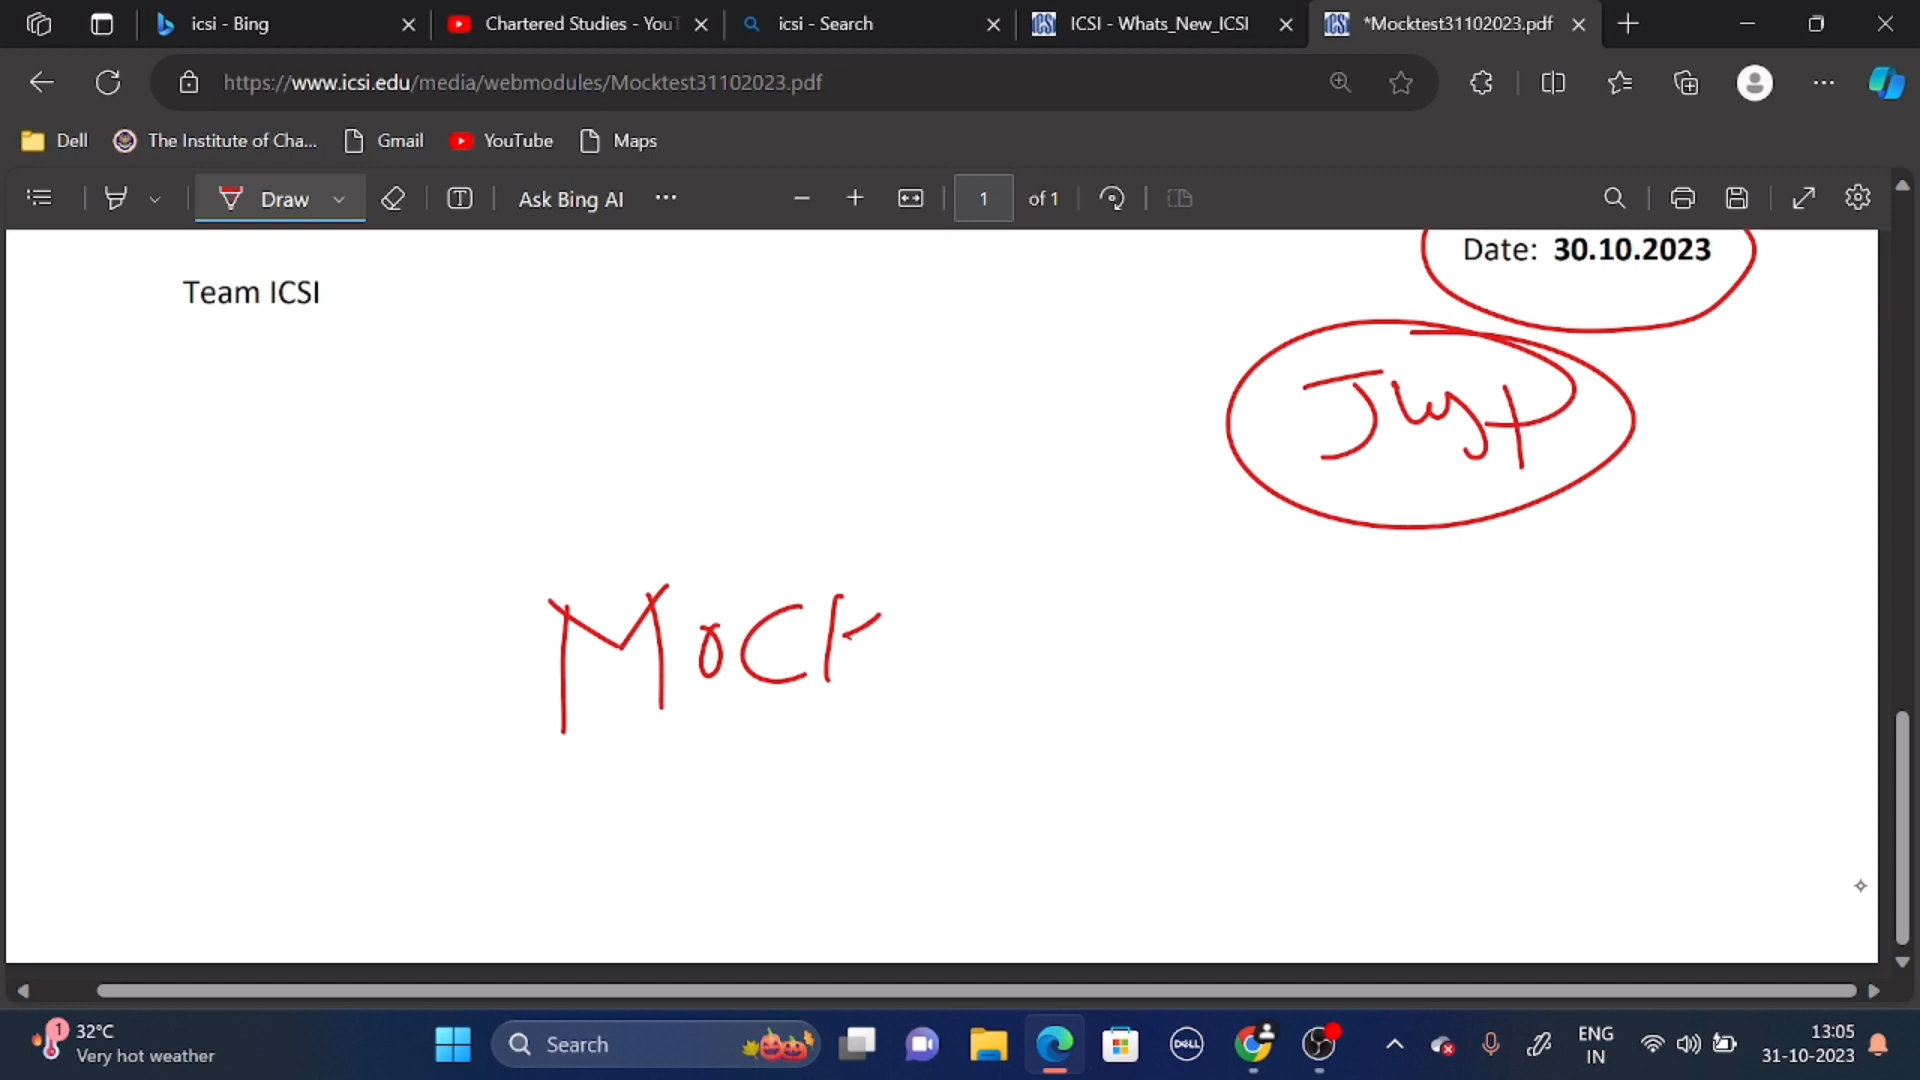 icsi - Bing
Chartered Studies - YouT
icsi - Search
ICSI - Whats_New_ICSI
*Mocktest31102023.pdf
https://www.icsi.edu/media/webmodules/Mocktest31102023.pdf
Dell
The Institute of Cha...
Gmail
YouTube
Maps
Draw
Ask Bing AI
1 of 1
Date: 30.10.2023
Team ICSI
Just
MoCK
1
32°C
Very hot weather
Search
DELL
ENG
IN
13:05
31-10-2023